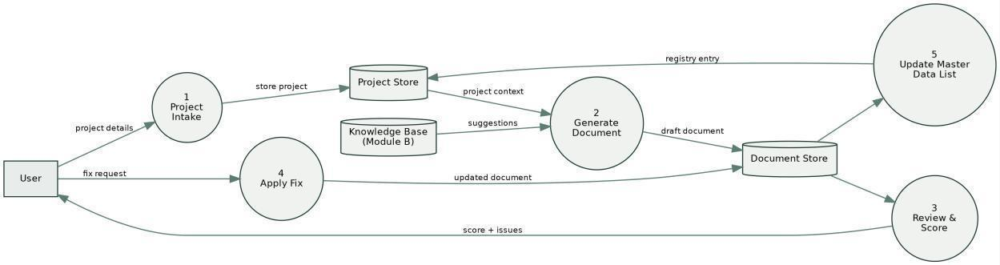 5
Update Master
Data List
registry entry
Project Store
1
Project
Intake
store project
project context
2
Generate
Document
project details
Knowledge Base
(Module B)
suggestions
draft document
Document Store
User
fix request
4
Apply Fix
updated document
3
Review &
Score
score + issues